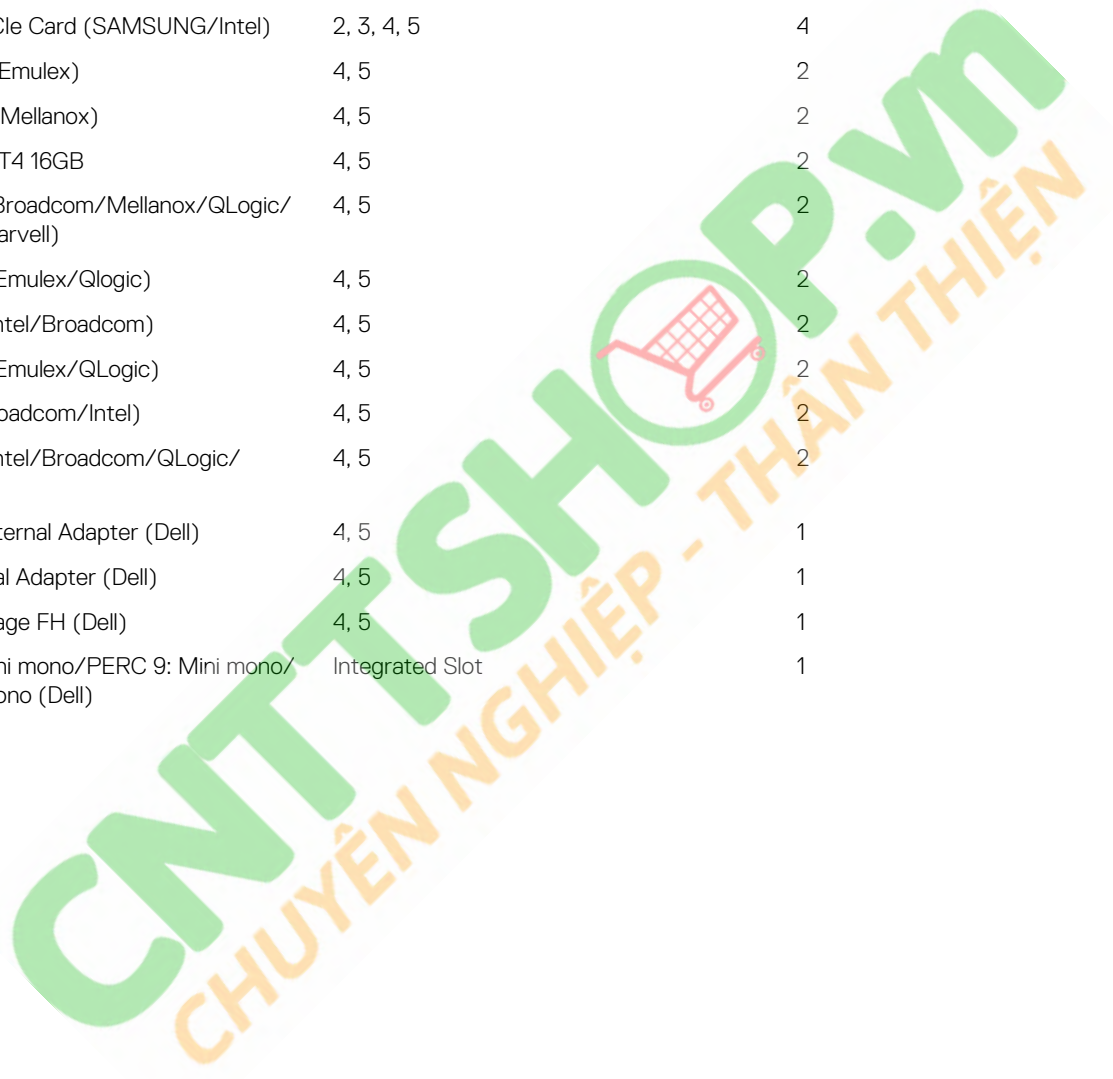 CIe Card (SAMSUNG/Intel) 2, 3, 4, 5 4
Emulex) 4, 5 2
Mellanox) 4, 5 2
T4 16GB 4, 5 2
Broadcom/Mellanox/QLogic/ 4, 5 2
arvell)
Emulex/Qlogic) 4, 5 2
ntel/Broadcom) 4, 5 2
Emulex/QLogic) 4, 5 2
oadcom/Intel) 4, 5 2
ntel/Broadcom/QLogic/ 4, 5 2
ternal Adapter (Dell) 4, 5 1
al Adapter (Dell) 4, 5 1
age FH (Dell) 4, 5 1
ni mono/PERC 9: Mini mono/ Integrated Slot 1
ono (Dell)
CNTTSHOP.vn
CHUYÊN NGHIỆP - THÂN THIỆN